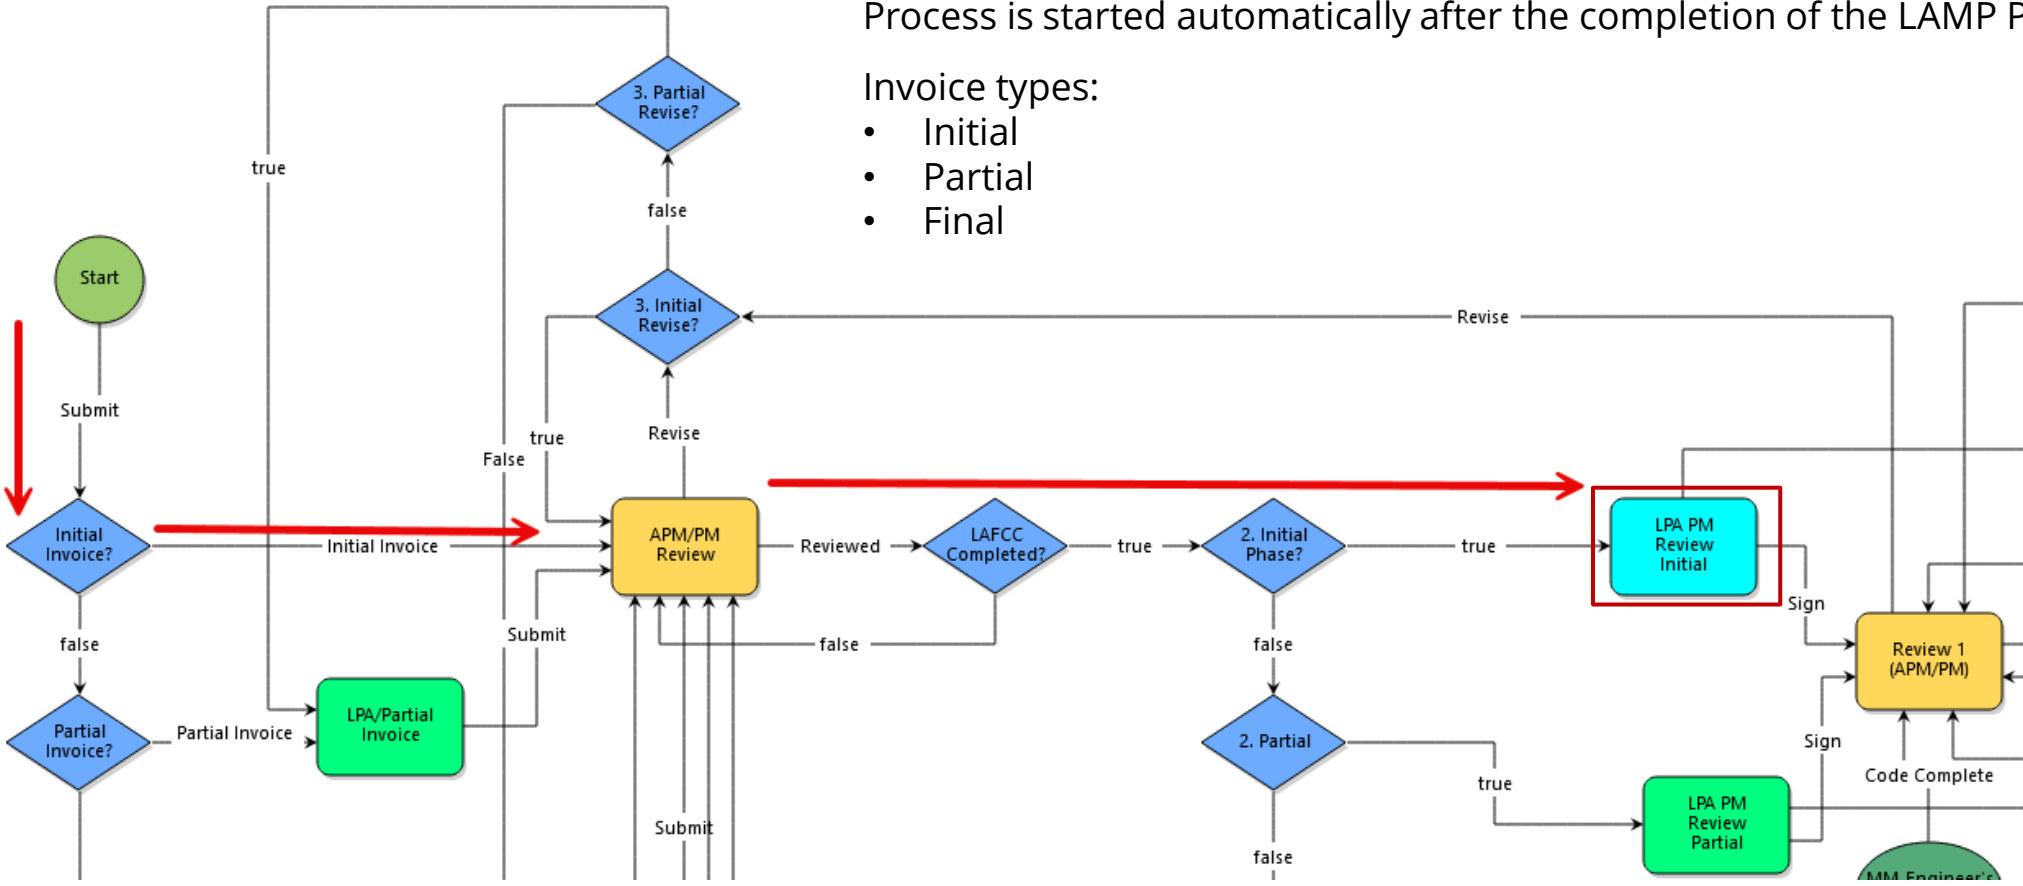 Process is started automatically after the completion of the LAMP P
Invoice types:
• Initial
• Partial
• Final
3. Partial
Revise?
true
false
Start
3. Initial
Revise?
Revise
Submit
true
Revise
False
Initial
Invoice?
Initial Invoice
APM/PM
Review
Reviewed
LAFCC
Completed?
true
2. Initial
Phase?
true
LPA PM
Review
Initial
Sign
false
Submit
false
false
Review 1
(APM/PM)
Partial
Invoice?
Partial Invoice
LPA/Partial
Invoice
2. Partial
Sign
true
Code Complete
Submit
LPA PM
Review
Partial
false
MM Engineer's